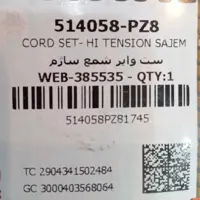 514058-PZ8
CORD SET- HI TENSION SAJEM
ست وایر شمع سازم
WEB-385535 - QTY:1
514058PZ81745
TC 2904341502484
GC 3000403568064